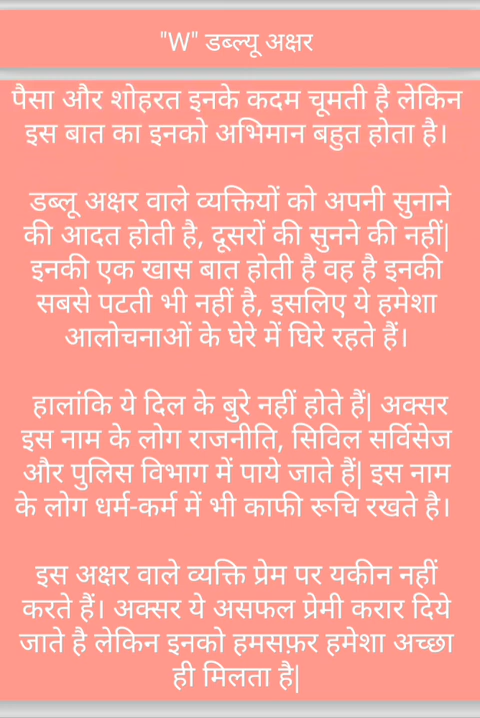 "W" डब्ल्यू अक्षर
पैसा और शोहरत इनके कदम चूमती है लेकिन
इस बात का इनको अभिमान बहुत होता है।
डब्लू अक्षर वाले व्यक्तियों को अपनी सुनाने
की आदत होती है, दूसरों की सुनने की नहीं|
इनकी एक खास बात होती है वह है इनकी
सबसे पटती भी नहीं है, इसलिए ये हमेशा
आलोचनाओं के घेरे में घिरे रहते हैं।
हालांकि ये दिल के बुरे नहीं होते हैं| अक्सर
इस नाम के लोग राजनीति, सिविल सर्विसेज
और पुलिस विभाग में पाये जाते हैं| इस नाम
के लोग धर्म-कर्म में भी काफी रूचि रखते है।
इस अक्षर वाले व्यक्ति प्रेम पर यकीन नहीं
करते हैं। अक्सर ये असफल प्रेमी करार दिये
जाते है लेकिन इनको हमसफ़र हमेशा अच्छा
ही मिलता है|